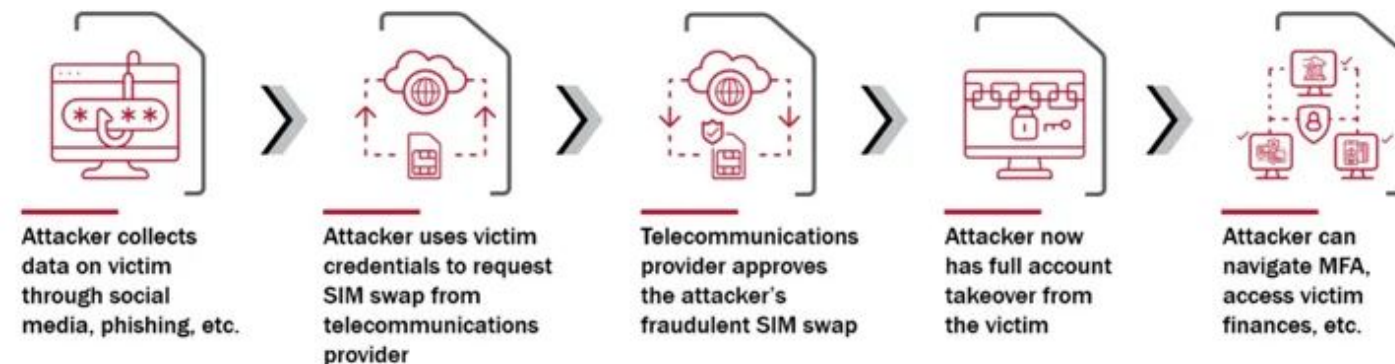 Attacker collects
data on victim
through social
media, phishing, etc.
Attacker uses victim
credentials to request
SIM swap from
telecommunications
provider
Telecommunications
provider approves
the attacker's
fraudulent SIM swap
Attacker now
has full account
takeover from
the victim
Attacker can
navigate MFA,
access victim
finances, etc.